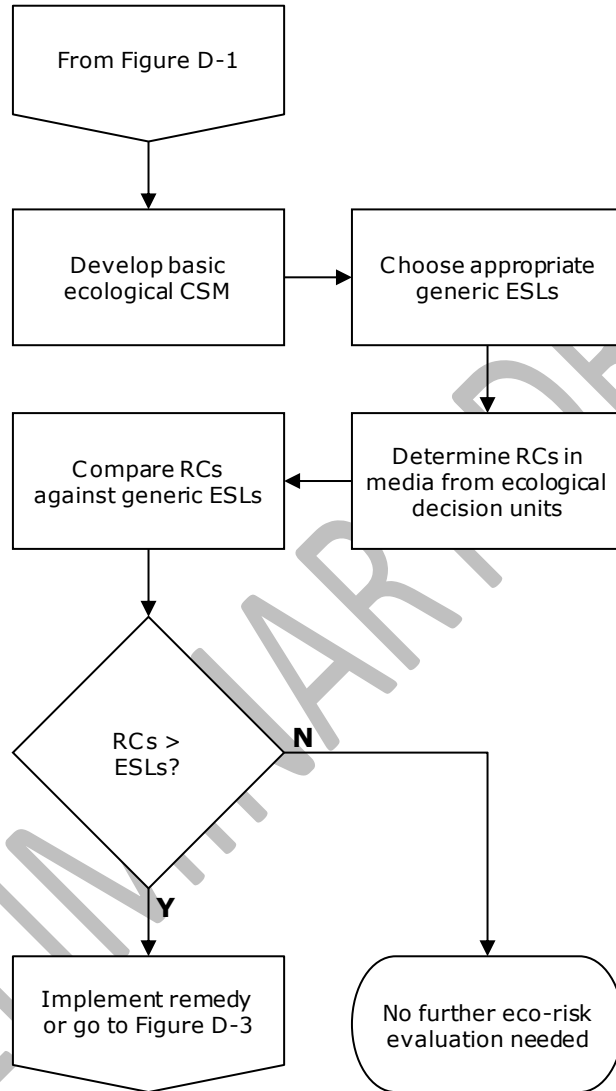 From Figure D-1
Develop basic
ecological CSM
Choose appropriate
generic ESLs
Determine RCs in
media from ecological
decision units
Compare RCs
against generic ESLs
RCs >
ESLs?
N
Y
Implement remedy
or go to Figure D-3
No further eco-risk
evaluation needed